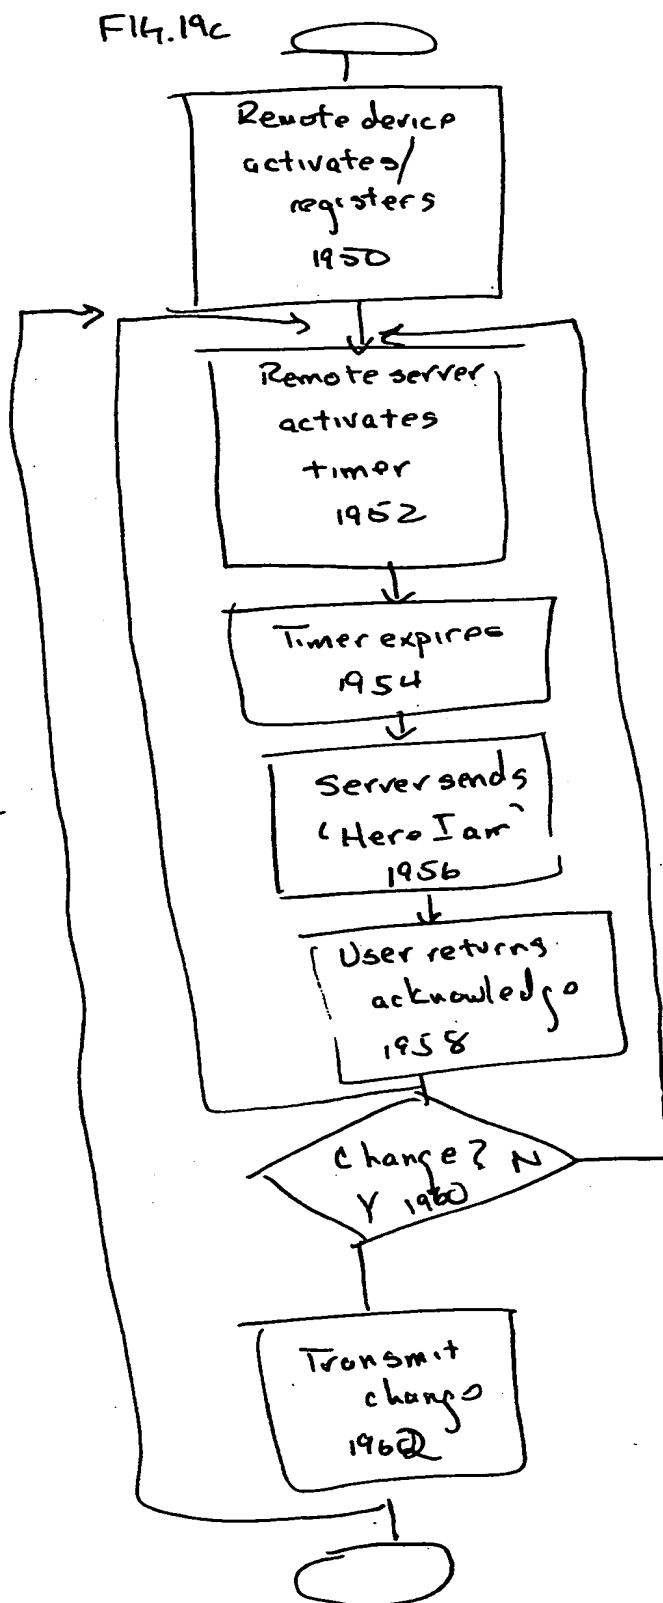 FIG. 19c
Remote device
activates/
registers
1950
Remote server
activates
timer
1952
Timer expires
1954
Server sends
'Here I am'
1956
User returns
acknowledge
1958
Change? N
Y 1960
Transmit
change
1962